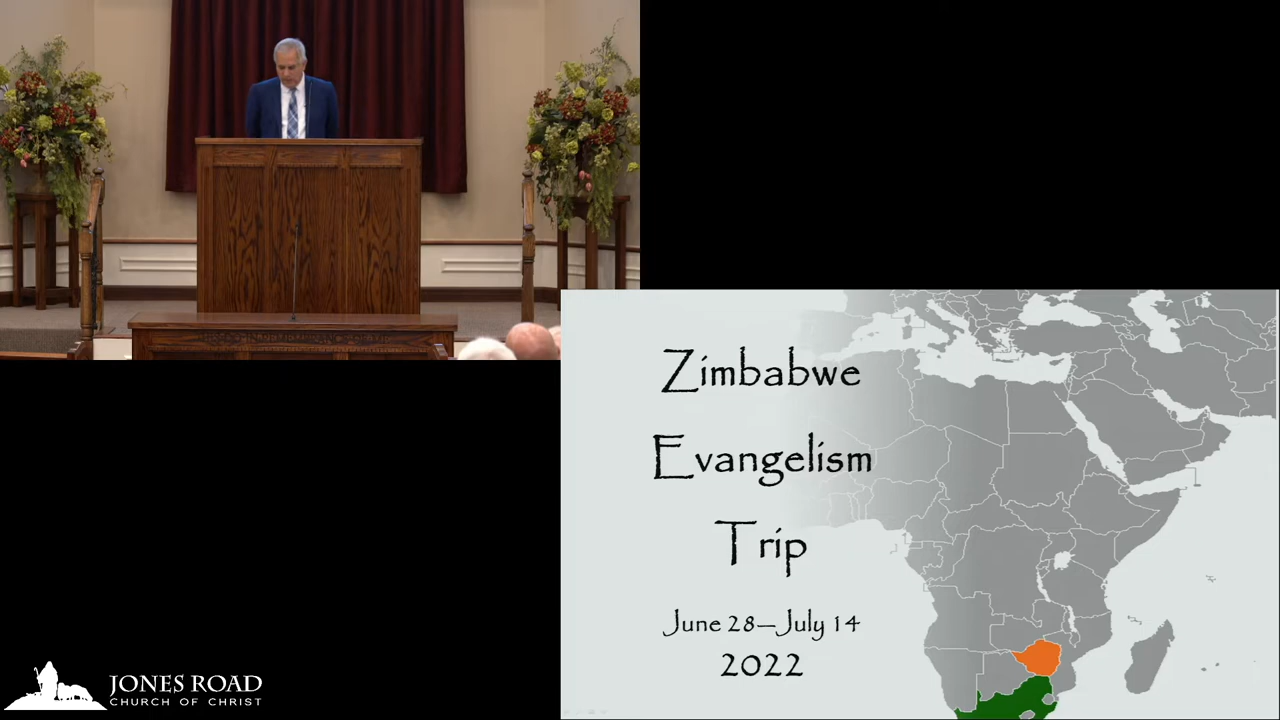 Zimbabwe
Evangelism
Trip
June 28—July 14
2022
JONES ROAD
CHURCH OF CHRIST